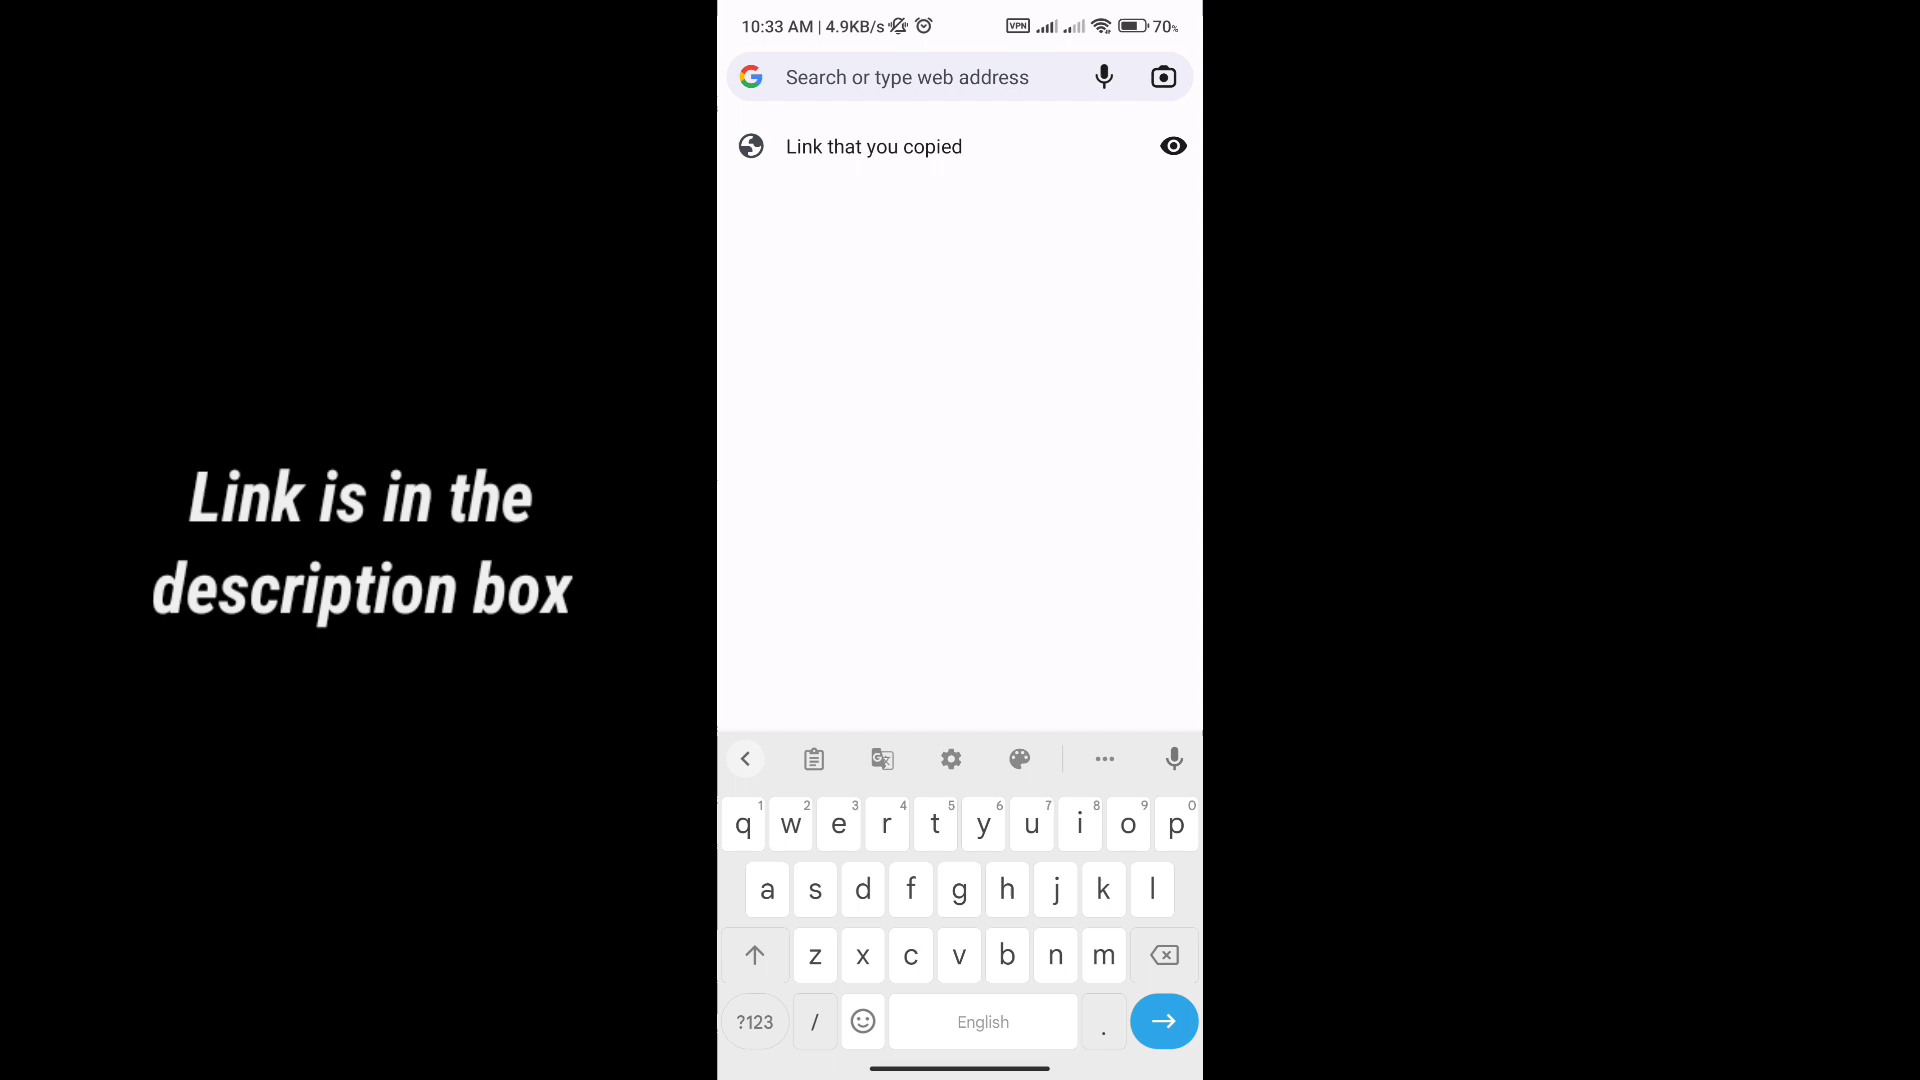 10:33 AM | 4.9KB/s VPN 70%
Search or type web address
Link that you copied
Link is in the
description box
1 2 3 4 5 6 7 8 9 0
q w e r t y u i o p
a s d f g h j k l
z x c v b n m
?123 / English .